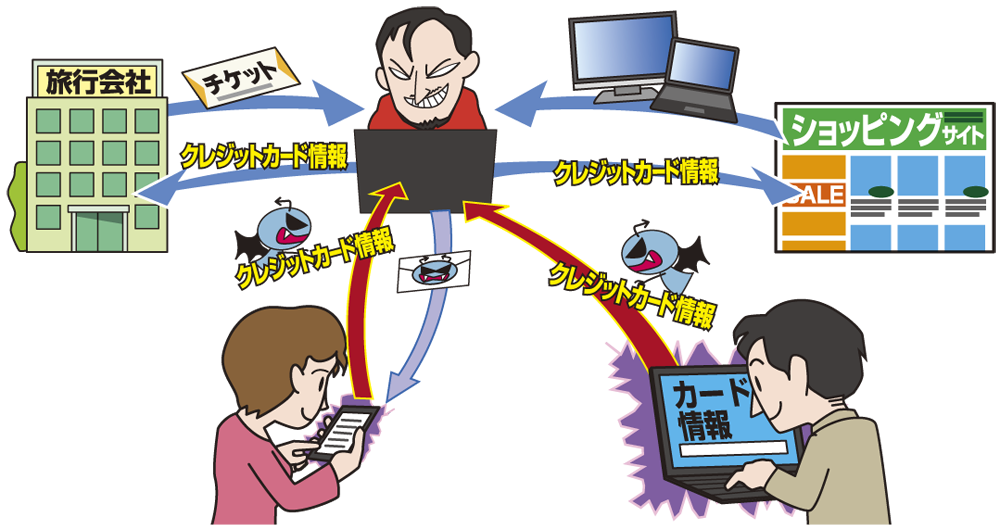 旅行会社
チケット
ショッピングサイト
クレジットカード情報
クレジットカード情報
SALE
クレジットカード情報
クレジットカード情報
カード
情報